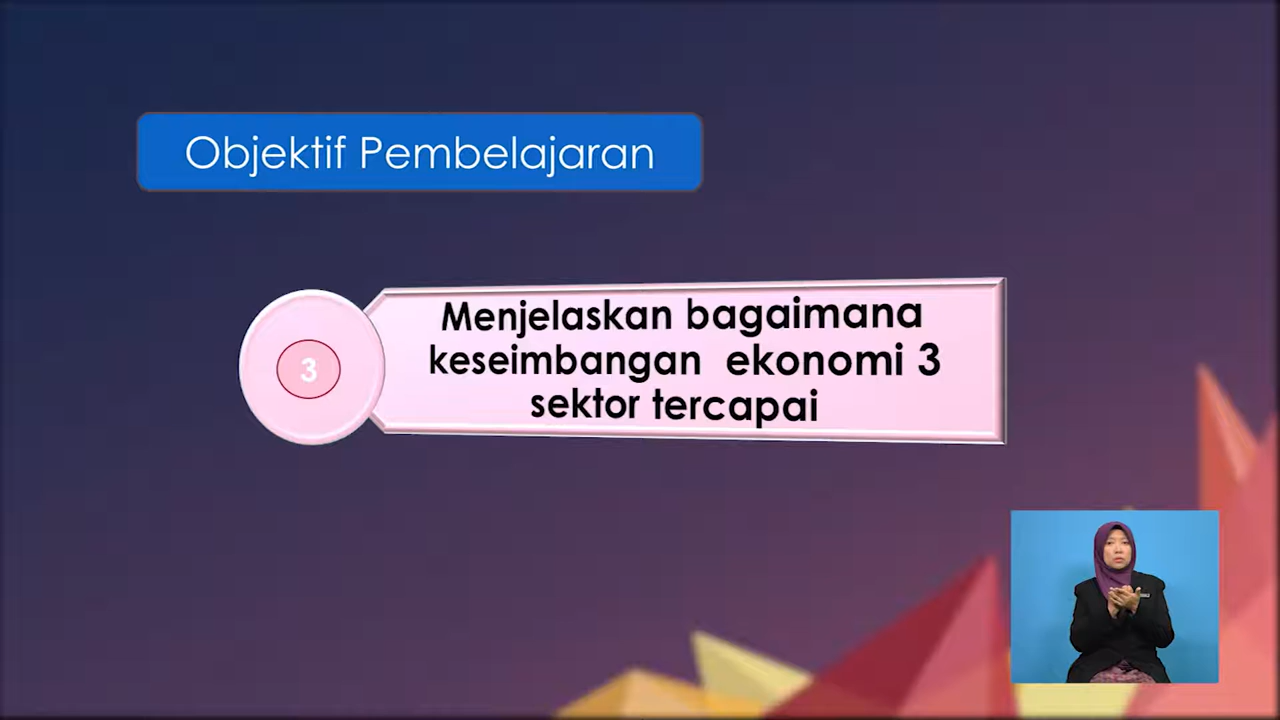 Objektif Pembelajaran
3
Menjelaskan bagaimana
keseimbangan ekonomi 3
sektor tercapai